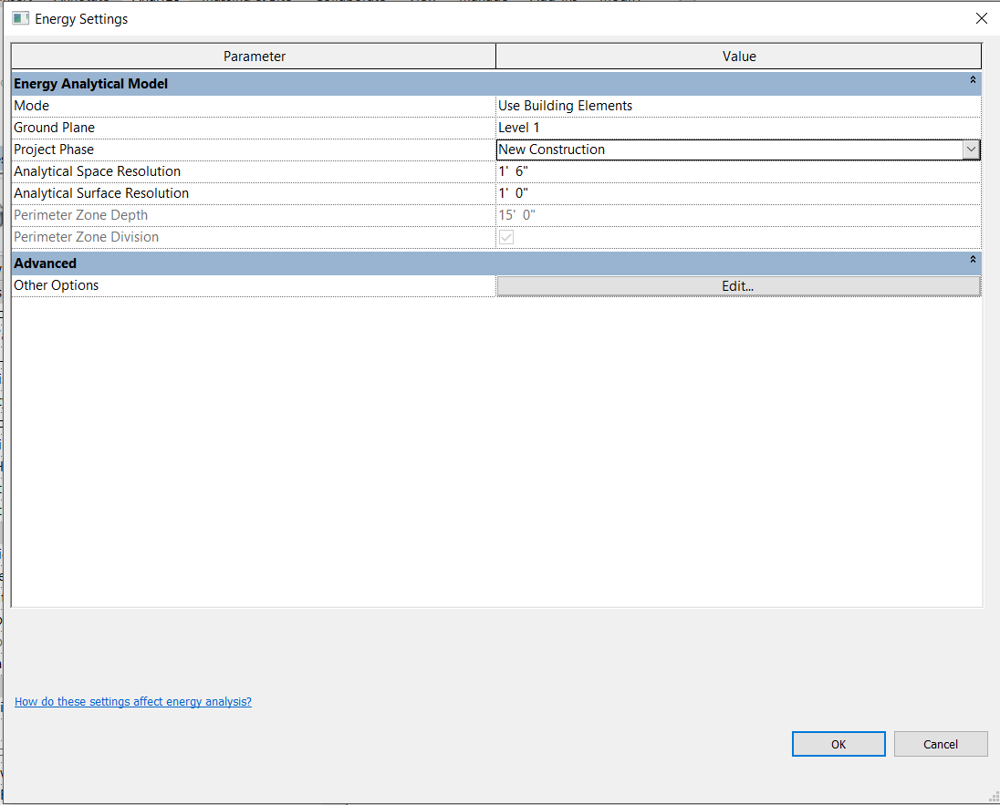 Energy Settings
Parameter Value
Energy Analytical Model
Mode Use Building Elements
Ground Plane Level 1
Project Phase New Construction
Analytical Space Resolution 1' 6"
Analytical Surface Resolution 1' 0"
Perimeter Zone Depth 15' 0"
Perimeter Zone Division
Advanced
Other Options Edit...
How do these settings affect energy analysis?
OK Cancel